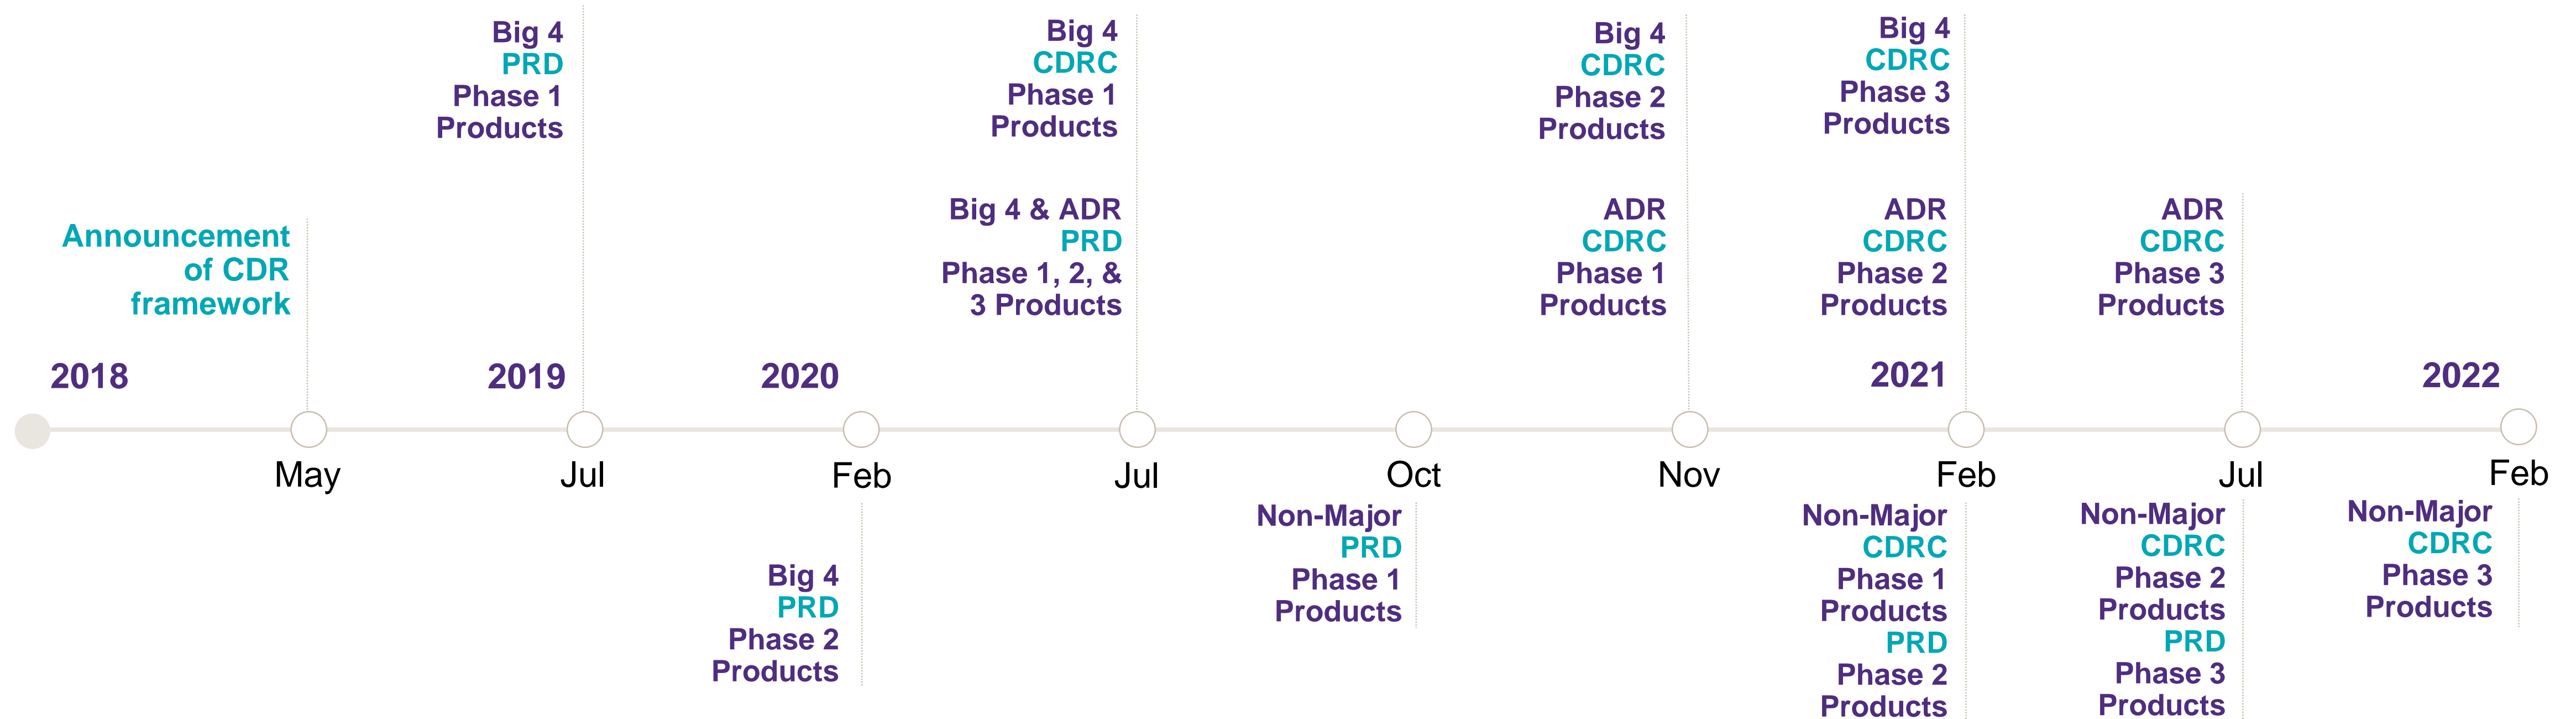 Big 4
PRD
Phase 1
Products
Big 4
CDRC
Phase 1
Products
Big 4
CDRC
Phase 2
Products
Big 4
CDRC
Phase 3
Products
Announcement
of CDR
framework
Big 4 & ADR
PRD
Phase 1, 2, &
3 Products
ADR
CDRC
Phase 1
Products
ADR
CDRC
Phase 2
Products
ADR
CDRC
Phase 3
Products
2018
2019
2020
2021
2022
May
Jul
Feb
Jul
Oct
Nov
Feb
Jul
Feb
Big 4
PRD
Phase 2
Products
Non-Major
PRD
Phase 1
Products
Non-Major
CDRC
Phase 1
Products
PRD
Phase 2
Products
Non-Major
CDRC
Phase 2
Products
PRD
Phase 3
Products
Non-Major
CDRC
Phase 3
Products